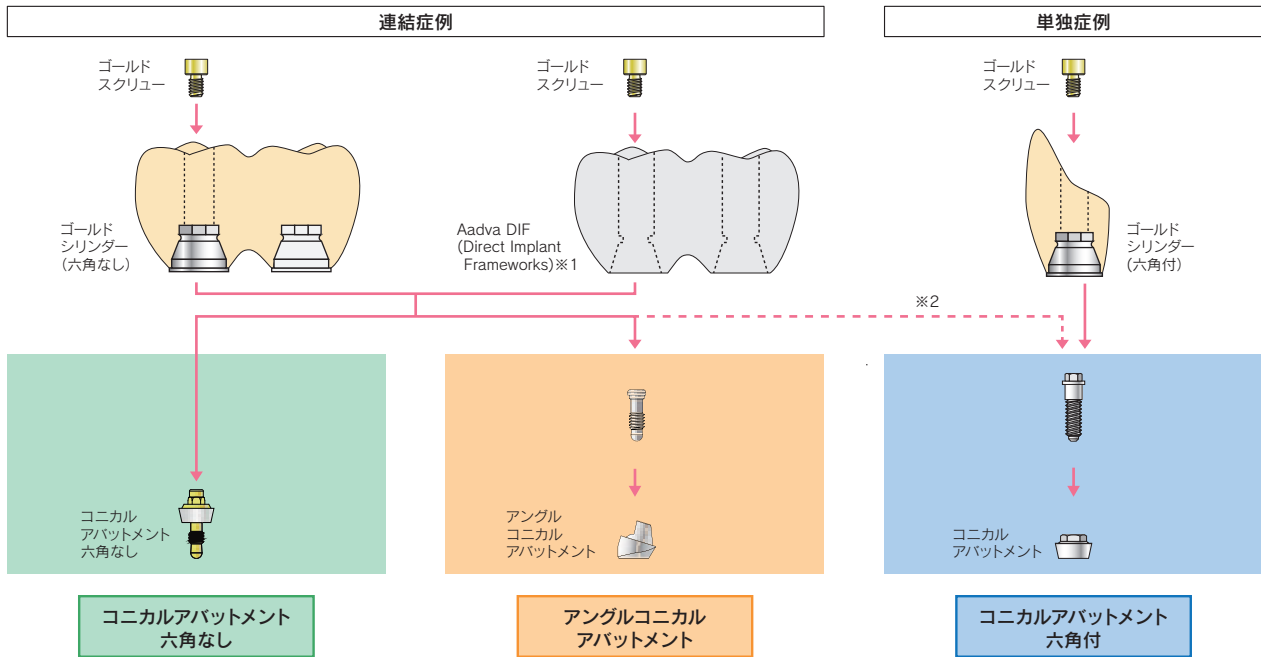 連結症例
単独症例
ゴールド
スクリュー
ゴールド
スクリュー
ゴールド
スクリュー
ゴールド
シリンダー
(六角なし)
Aadva DIF
(Direct Implant
Frameworks)※1
ゴールド
シリンダー
(六角付)
※2
コニカル
アバットメント
六角なし
アングル
コニカル
アバットメント
コニカル
アバットメント
コニカルアバットメント
六角なし
アングルコニカル
アバットメント
コニカルアバットメント
六角付